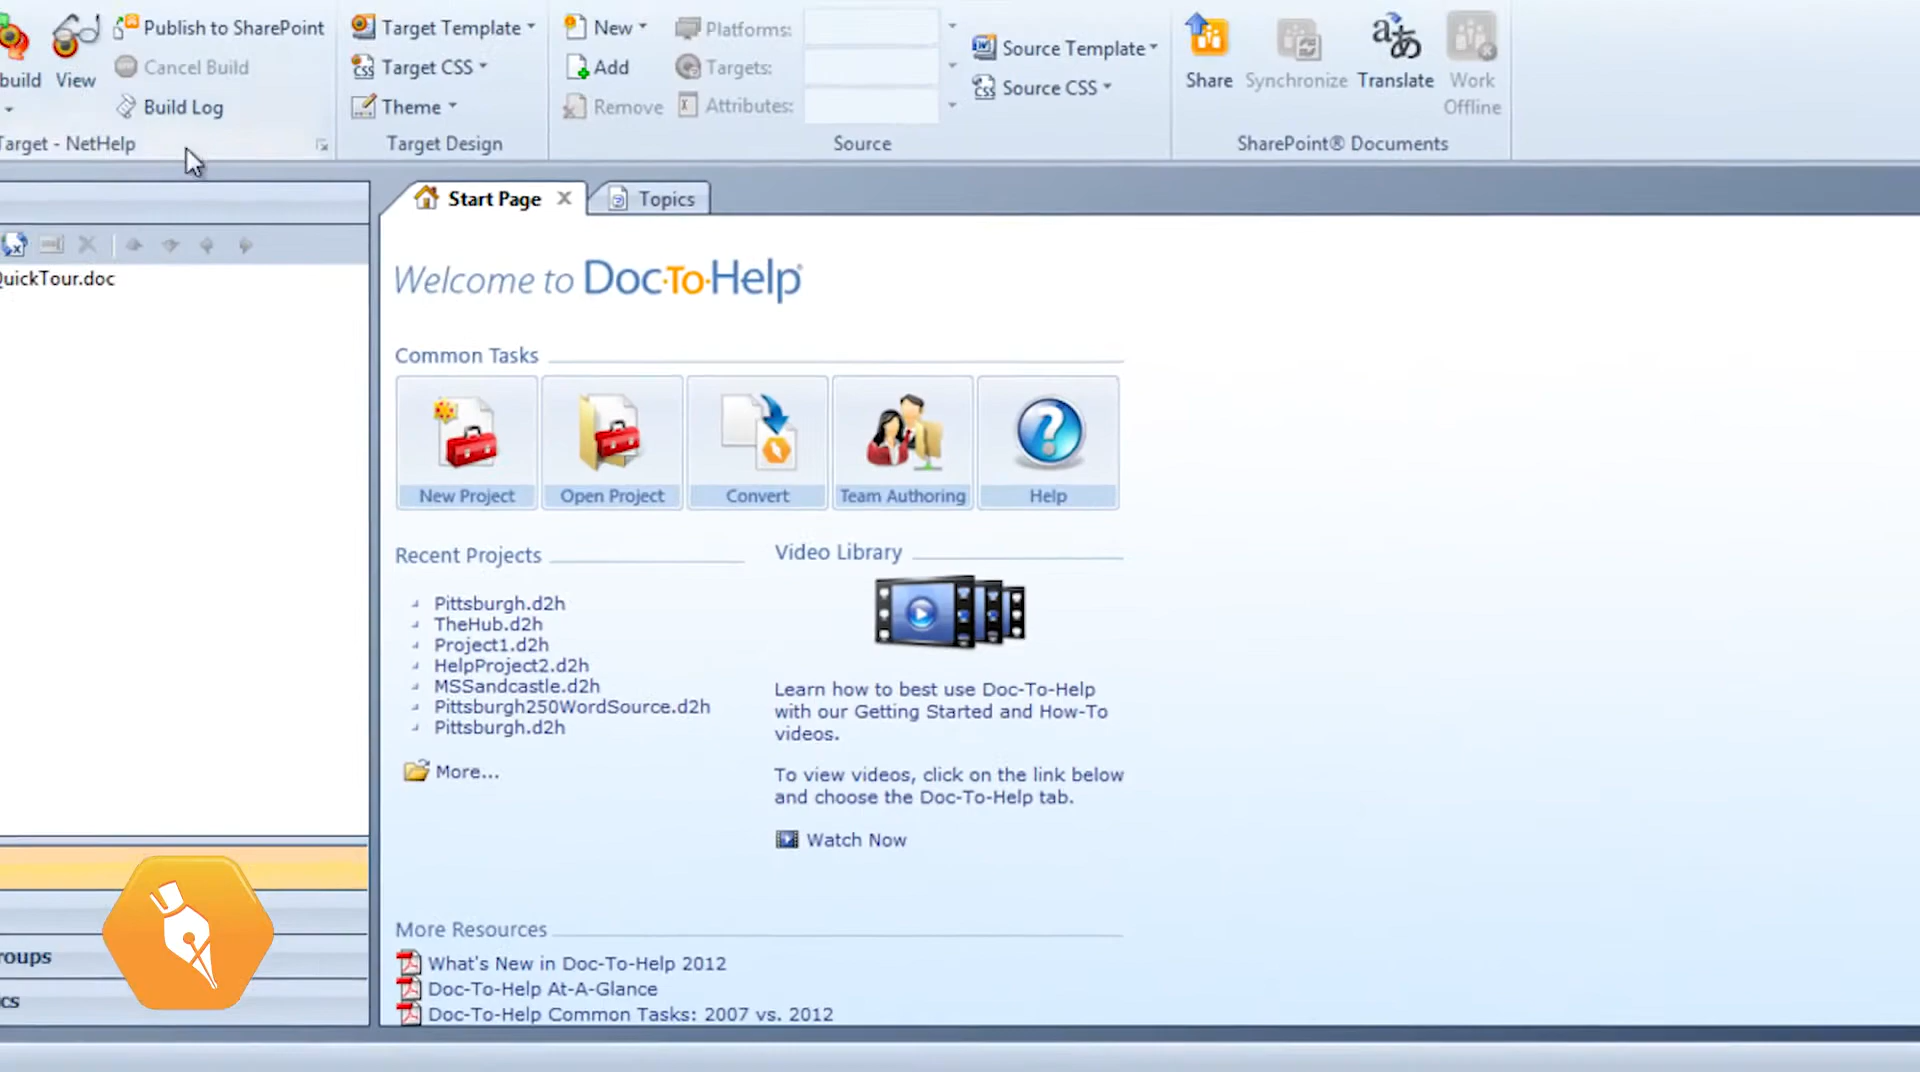 build View Publish to SharePoint
Cancel Build
Build Log
Target - NetHelp
Target Template
Target CSS
Theme
Target Design
New
Add
Remove
Platforms:
Targets:
Attributes:
Source Template
Source CSS
Source
Share Synchronize Translate Work Offline
SharePoint® Documents
QuickTour.doc
Start Page
Topics
Welcome to Doc·To·Help®
Common Tasks
New Project Open Project Convert Team Authoring Help
Recent Projects
Pittsburgh.d2h
TheHub.d2h
Project1.d2h
HelpProject2.d2h
MSSandcastle.d2h
Pittsburgh250WordSource.d2h
Pittsburgh.d2h
More...
Video Library
Learn how to best use Doc-To-Help
with our Getting Started and How-To
videos.
To view videos, click on the link below
and choose the Doc-To-Help tab.
Watch Now
More Resources
What's New in Doc-To-Help 2012
Doc-To-Help At-A-Glance
Doc-To-Help Common Tasks: 2007 vs. 2012
roups
cs